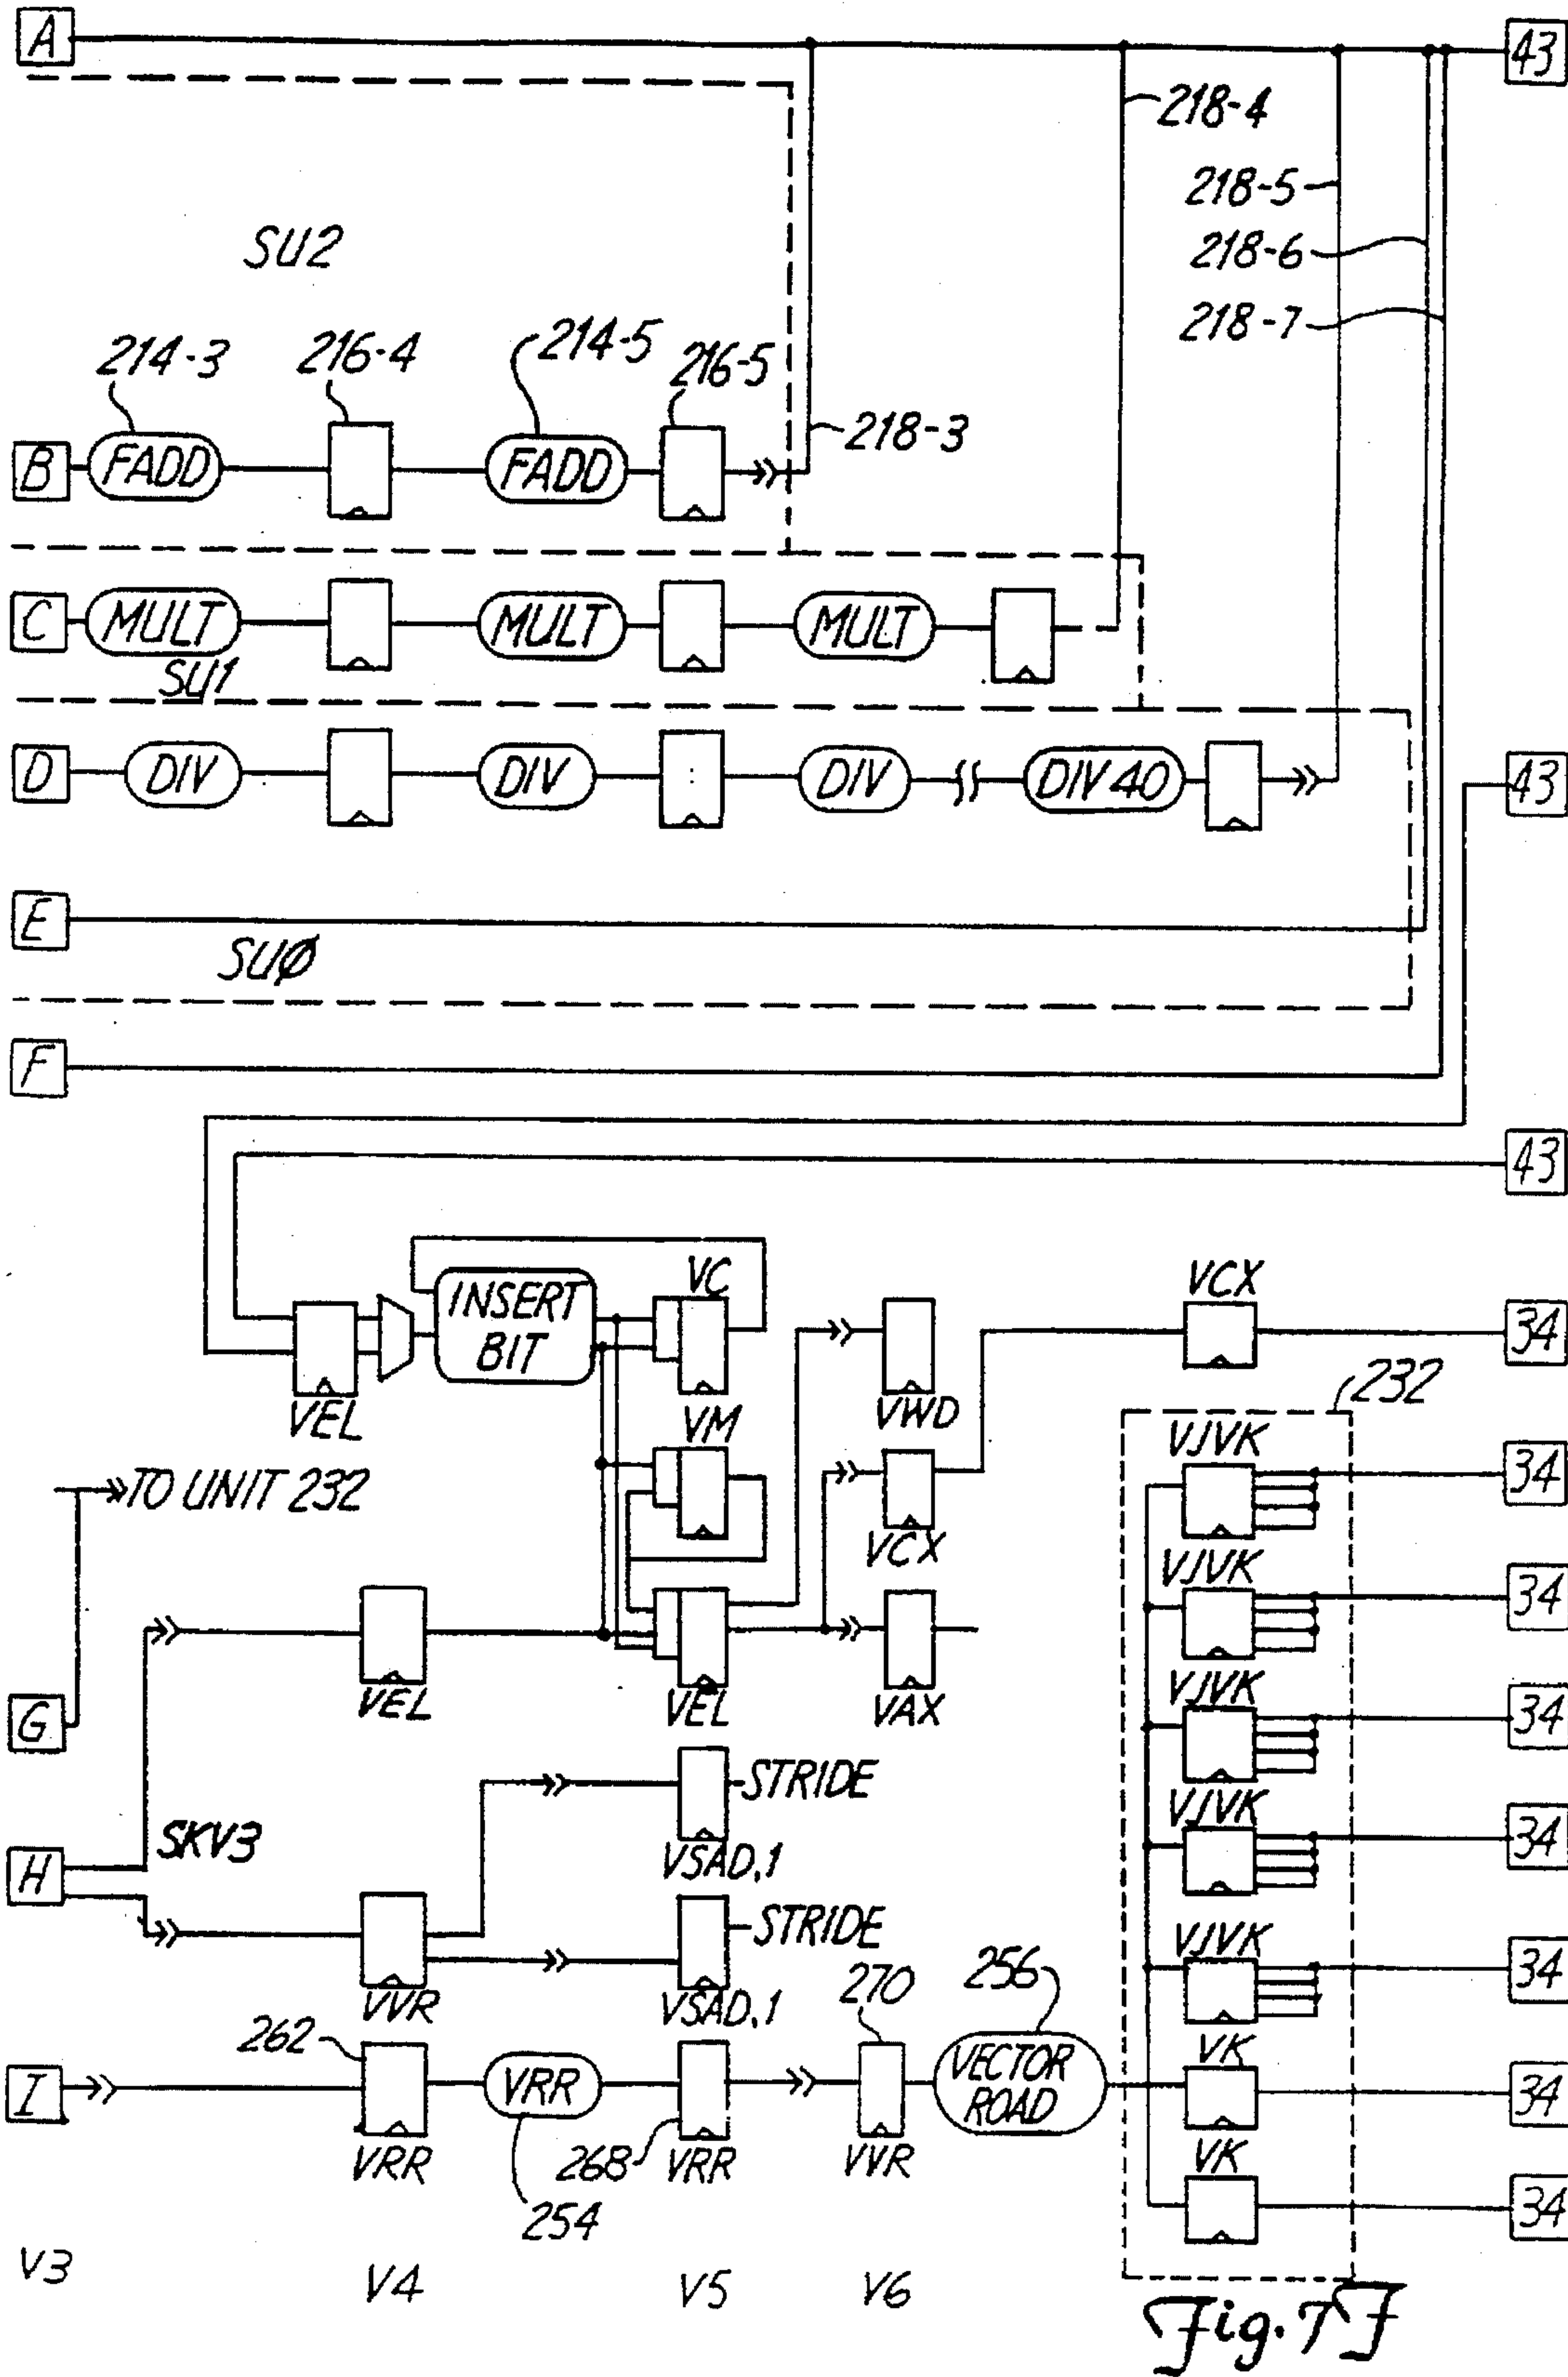 A
43
218-4
218-5
SU2
218-6
218-7
214-3
216-4
214-5
216-5
218-3
B
FADD
FADD
C
MULT
MULT
MULT
SU1
D
DIV
DIV
DIV
DIV 40
43
E
SUØ
F
43
INSERT
BIT
VC
VCX
34
VEL
VM
VWD
232
TO UNIT 232
VCX
VJVK
34
VJVK
34
G
VEL
VEL
VAX
VJVK
34
STRIDE
H
SKV3
VSAD,1
VJVK
34
STRIDE
VVR
VSAD,1
270
256
VJVK
34
262
I
VRR
VECTOR
ROAD
VK
34
VRR
268
VRR
VVR
VK
34
254
V3
V4
V5
V6
Fig. 7J